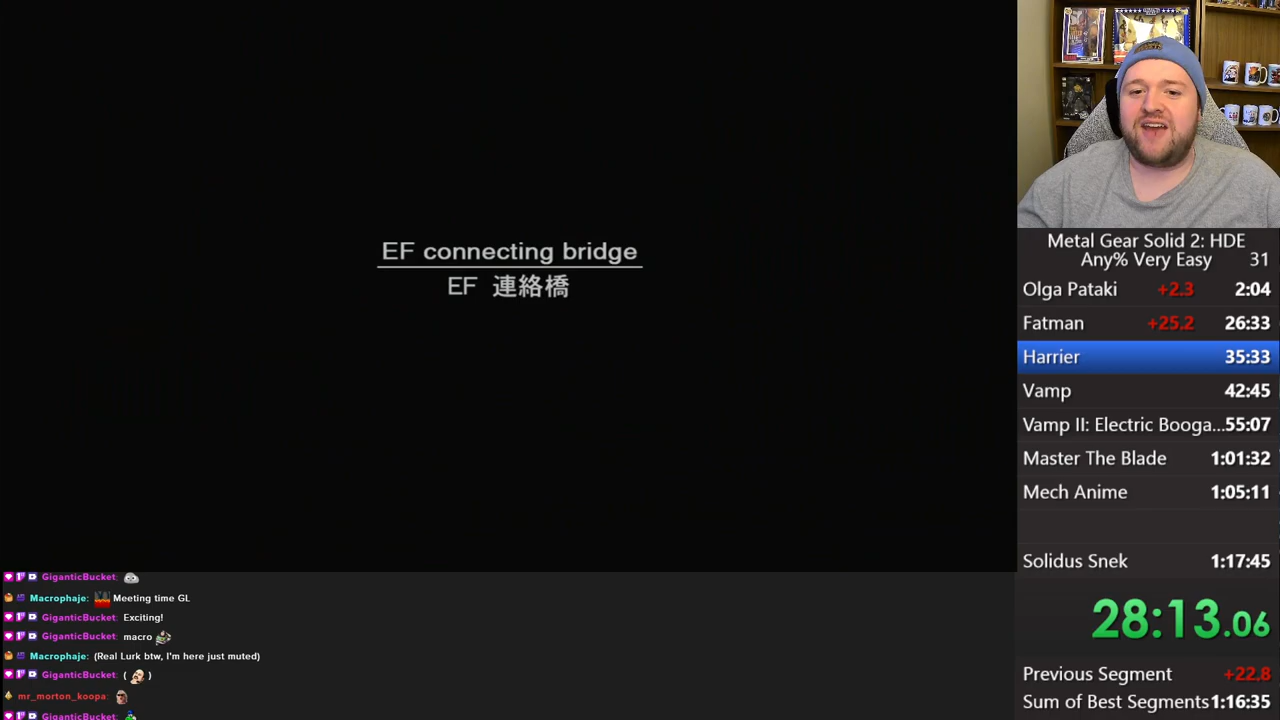 EF connecting bridge
EF 連絡橋
Metal Gear Solid 2: HDE
Any% Very Easy 31
Olga Pataki +2.3 2:04
Fatman +25.2 26:33
Harrier 35:33
Vamp 42:45
Vamp II: Electric Booga...55:07
Master The Blade 1:01:32
Mech Anime 1:05:11
Solidus Snek 1:17:45
28:13.06
Previous Segment +22.8
Sum of Best Segments 1:16:35
GiganticBucket:
Macrophaje: Meeting time GL
GiganticBucket: Exciting!
GiganticBucket: macro
Macrophaje: (Real Lurk btw, I'm here just muted)
GiganticBucket: ( )
mr_morton_koopa:
GiganticBucket: